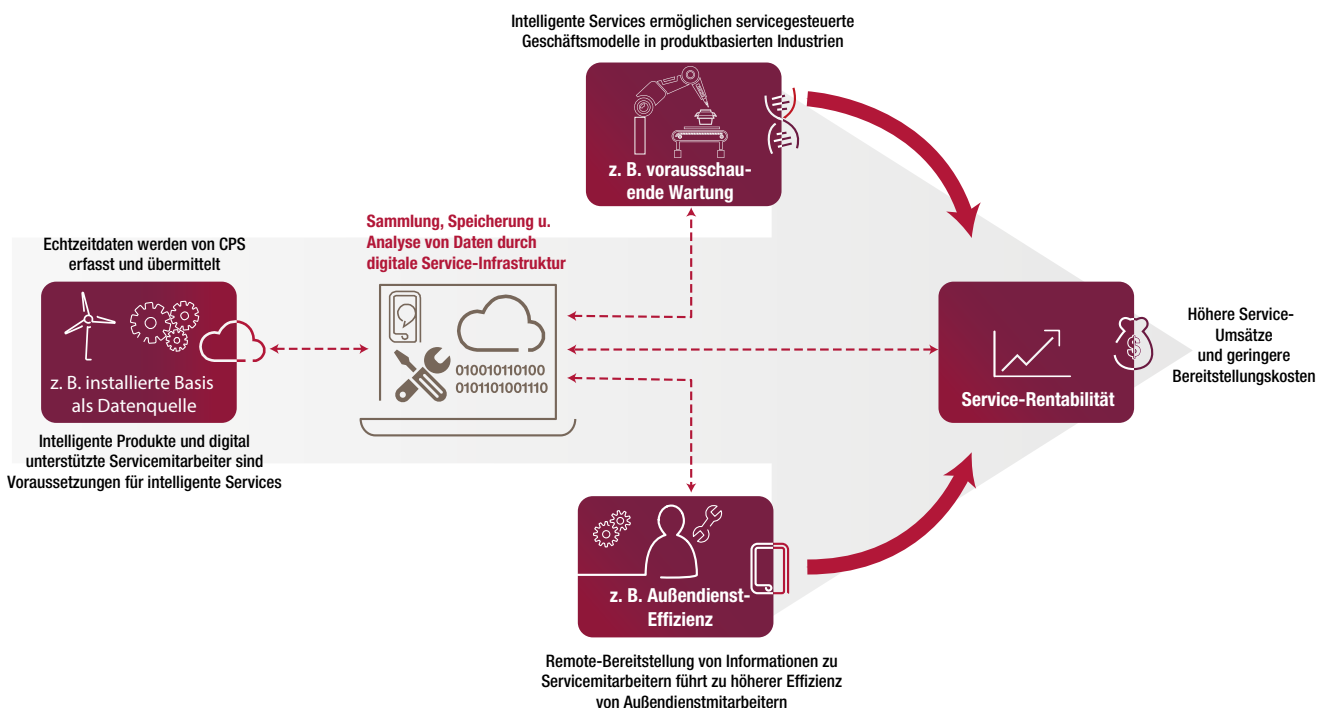 Intelligente Services ermöglichen servicegesteuerte
Geschäftsmodelle in produktbasierten Industrien
z. B. vorausschau-
ende Wartung
Sammlung, Speicherung u.
Analyse von Daten durch
digitale Service-Infrastruktur
Echtzeitdaten werden von CPS
erfasst und übermittelt
z. B. installierte Basis
als Datenquelle
Intelligente Produkte und digital
unterstützte Servicemitarbeiter sind
Voraussetzungen für intelligente Services
010010110100
0101101001110
Service-Rentabilität
$
Höhere Service-
Umsätze
und geringere
Bereitstellungskosten
z. B. Außendienst-
Effizienz
Remote-Bereitstellung von Informationen zu
Servicemitarbeitern führt zu höherer Effizienz
von Außendienstmitarbeitern